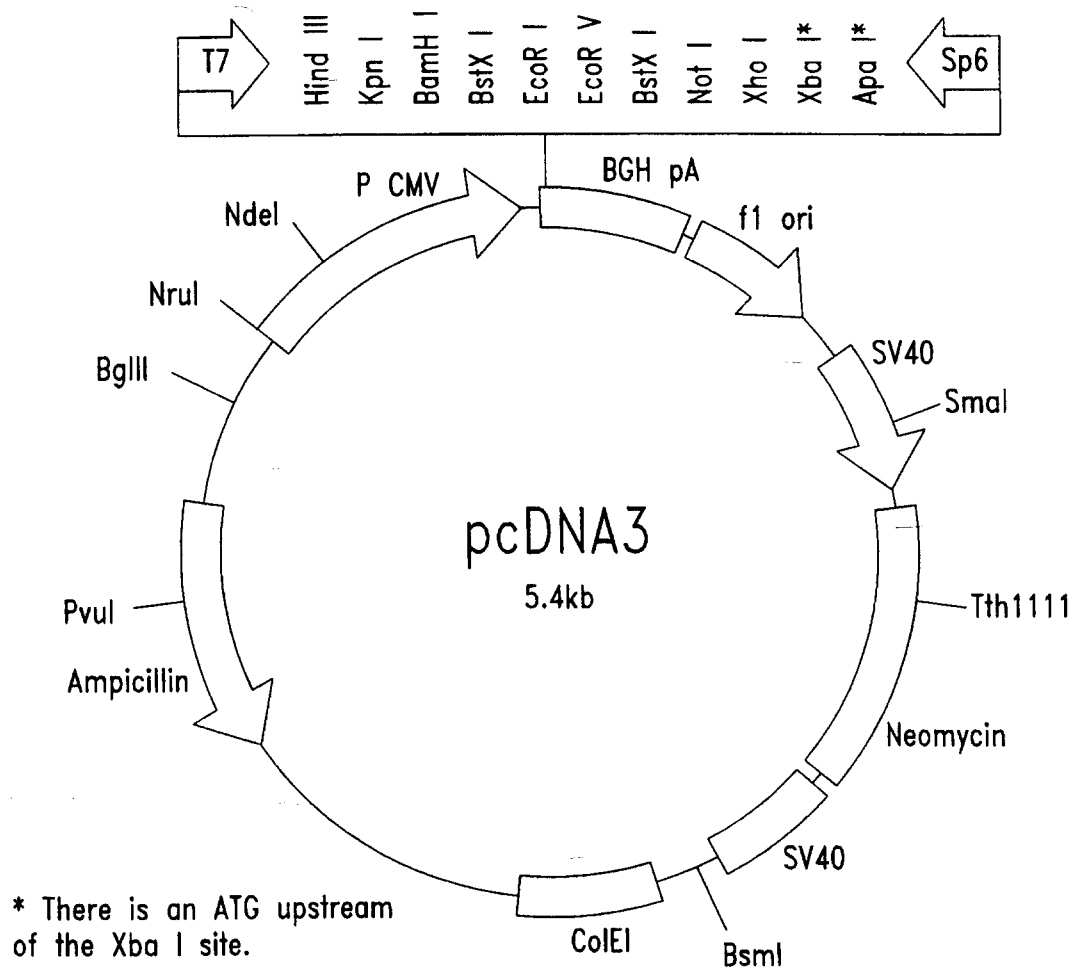 T7
Hind III
Kpn I
BamH I
BstX I
EcoR I
EcoR V
BstX I
Not I
Xho I
Xba I*
Apa I*
Sp6
P CMV
BGH pA
f1 ori
NdeI
NruI
BglII
SV40
SmaI
pcDNA3
5.4kb
PvuI
Tth1111
Ampicillin
Neomycin
SV40
ColEI
BsmI
* There is an ATG upstream
of the Xba I site.